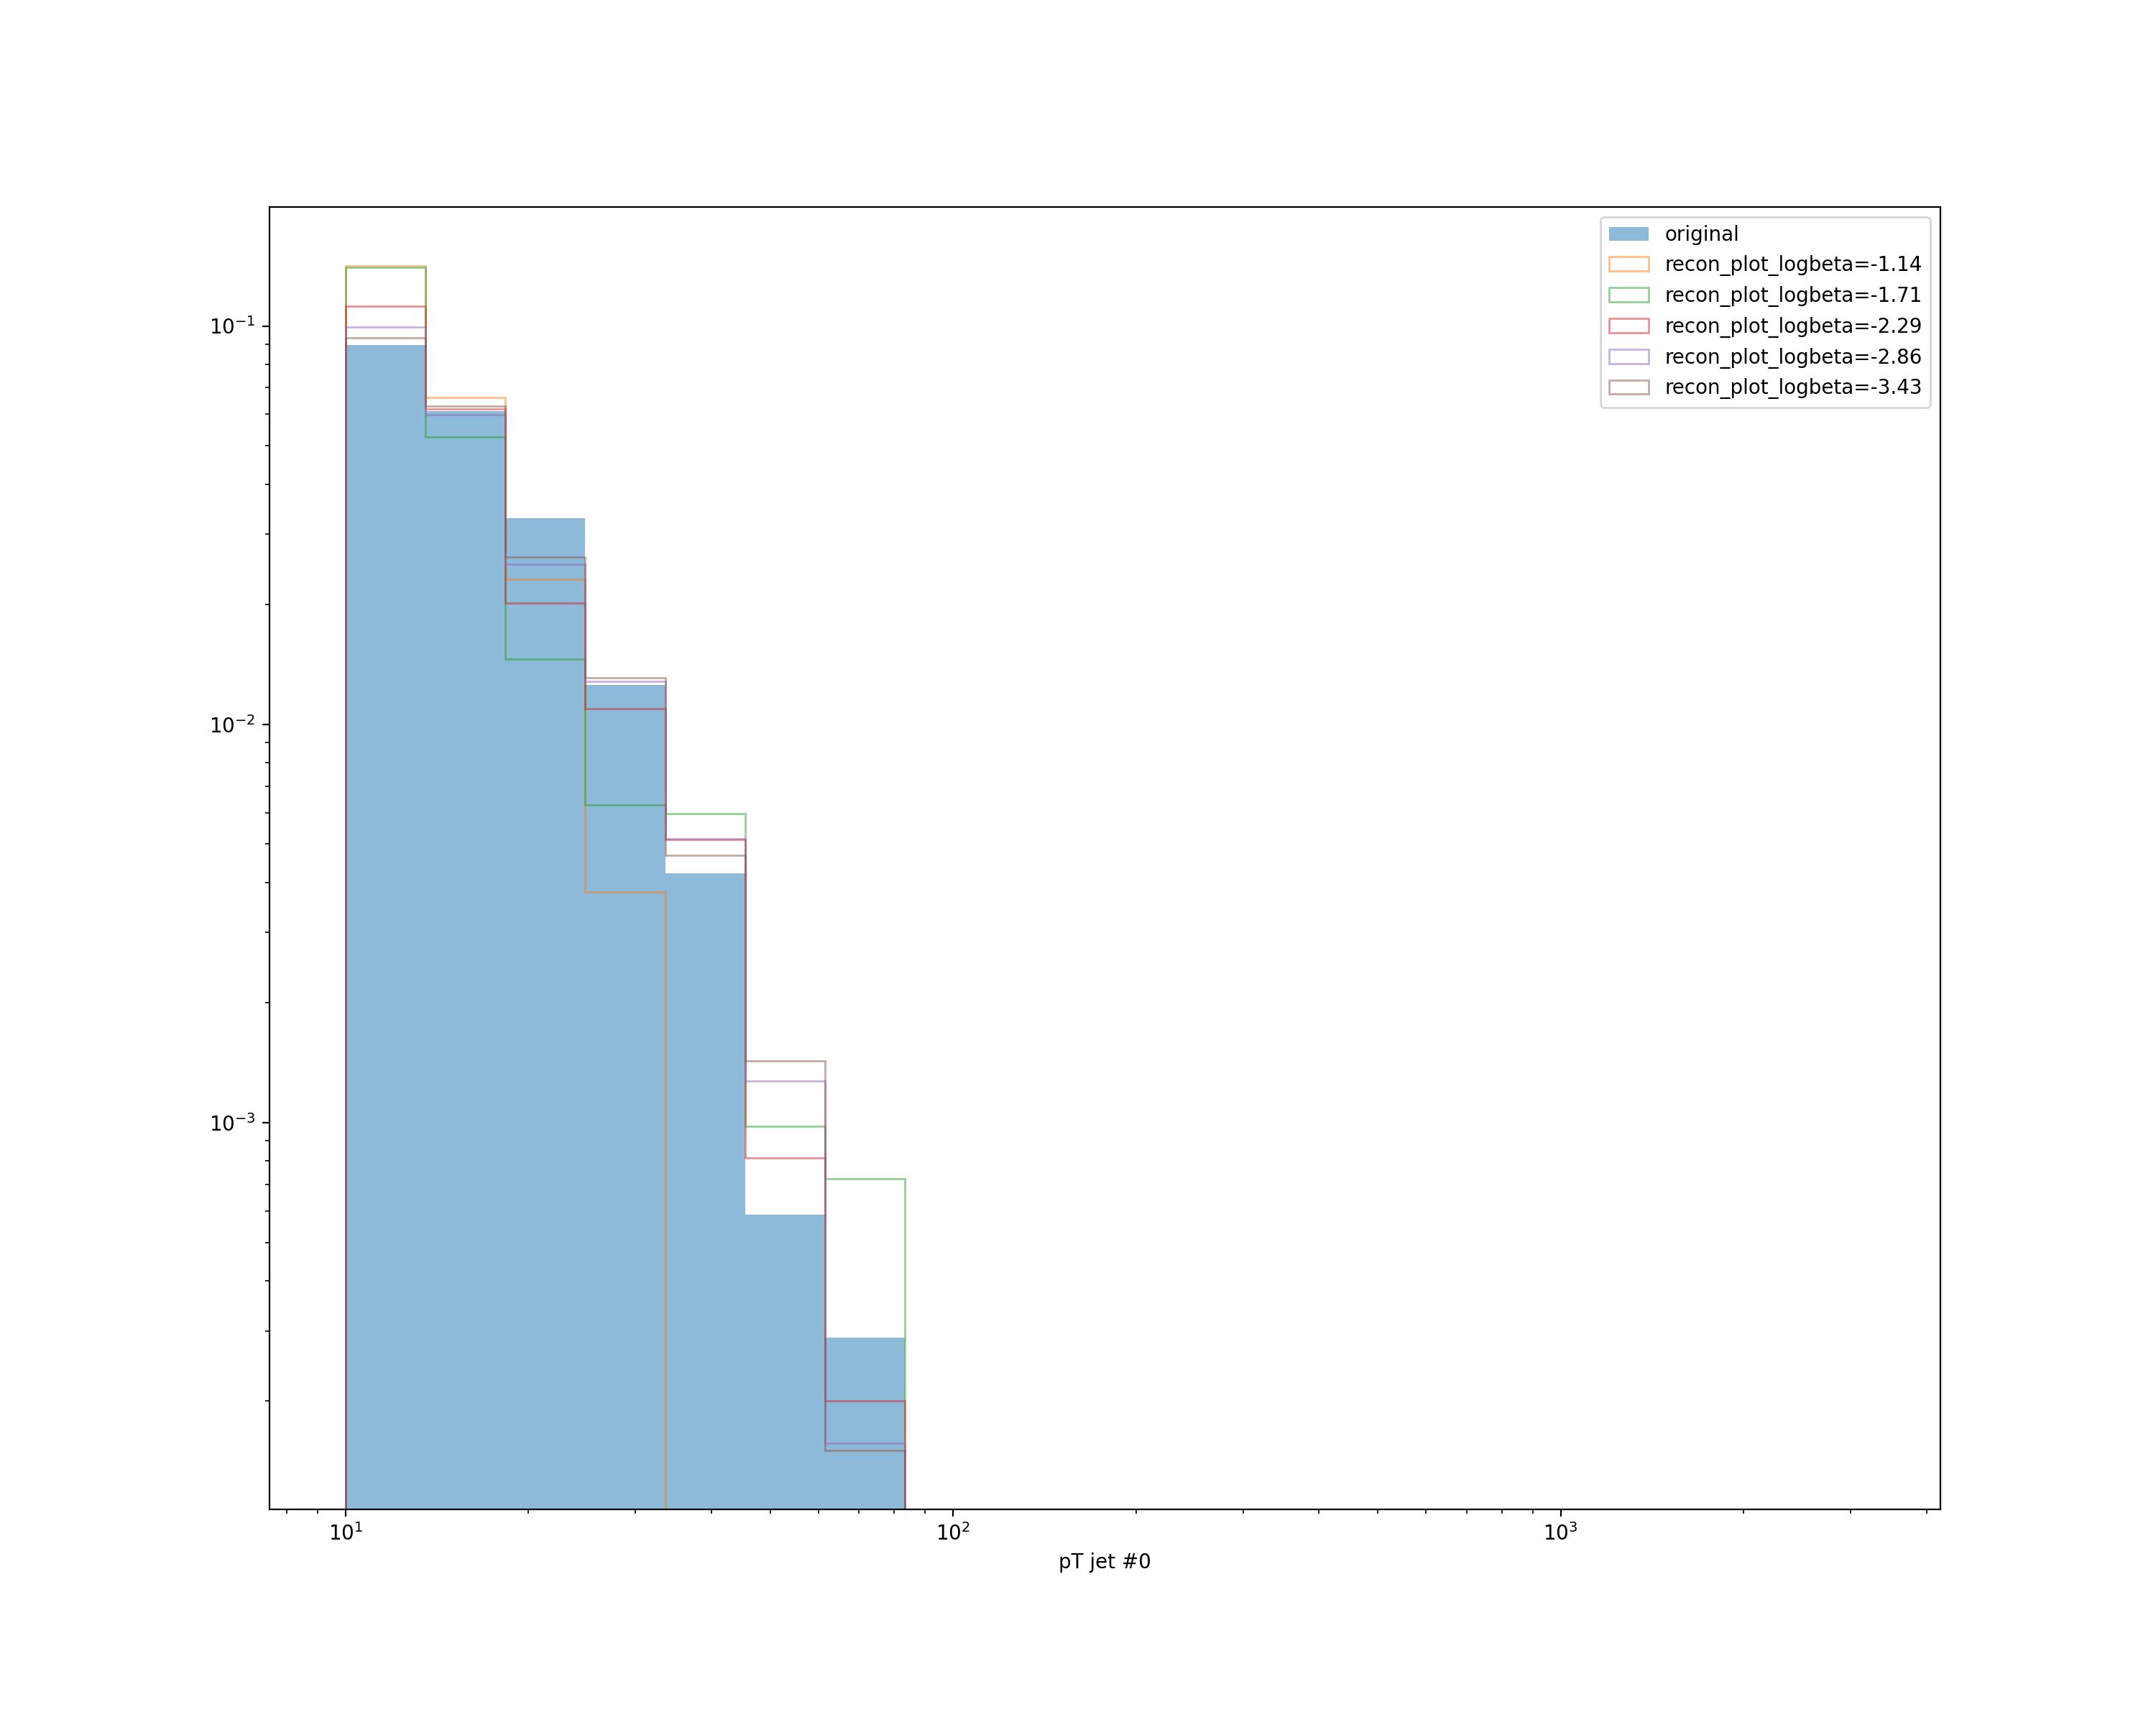 original
recon_plot_logbeta=-1.14
recon_plot_logbeta=-1.71
recon_plot_logbeta=-2.29
recon_plot_logbeta=-2.86
recon_plot_logbeta=-3.43
10⁻¹
10⁻²
10⁻³
10¹ 10² 10³
pT jet #0